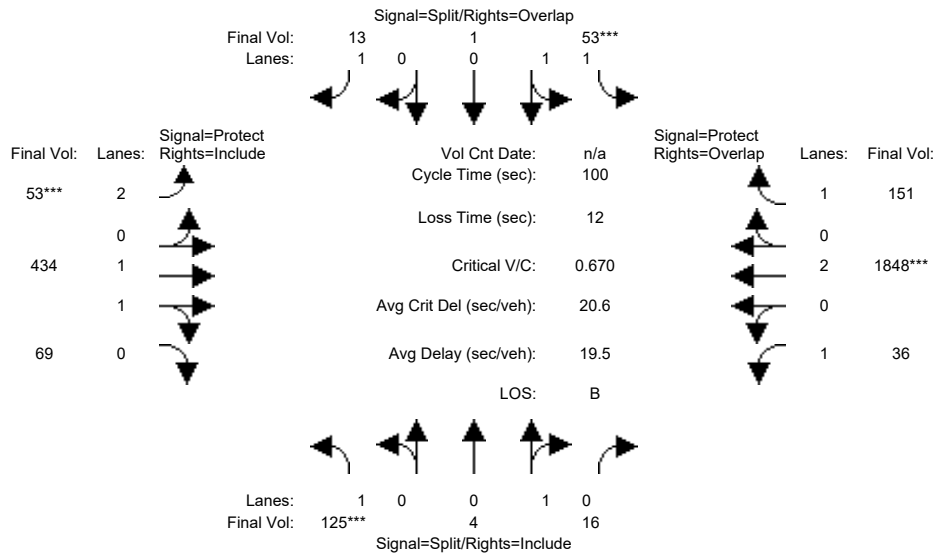 Signal=Split/Rights=Overlap
Final Vol: 13 1 53***
Lanes: 1 0 0 1 1
Signal=Protect
Final Vol: Lanes: Rights=Include
Vol Cnt Date: n/a
Signal=Protect
Rights=Overlap Lanes: Final Vol:
Cycle Time (sec): 100
53*** 2
1 151
Loss Time (sec): 12
0
0
434 1
Critical V/C: 0.670
2 1848***
1
Avg Crit Del (sec/veh): 20.6
0
69 0
Avg Delay (sec/veh): 19.5
1 36
LOS: B
Lanes: 1 0 0 1 0
Final Vol: 125*** 4 16
Signal=Split/Rights=Include